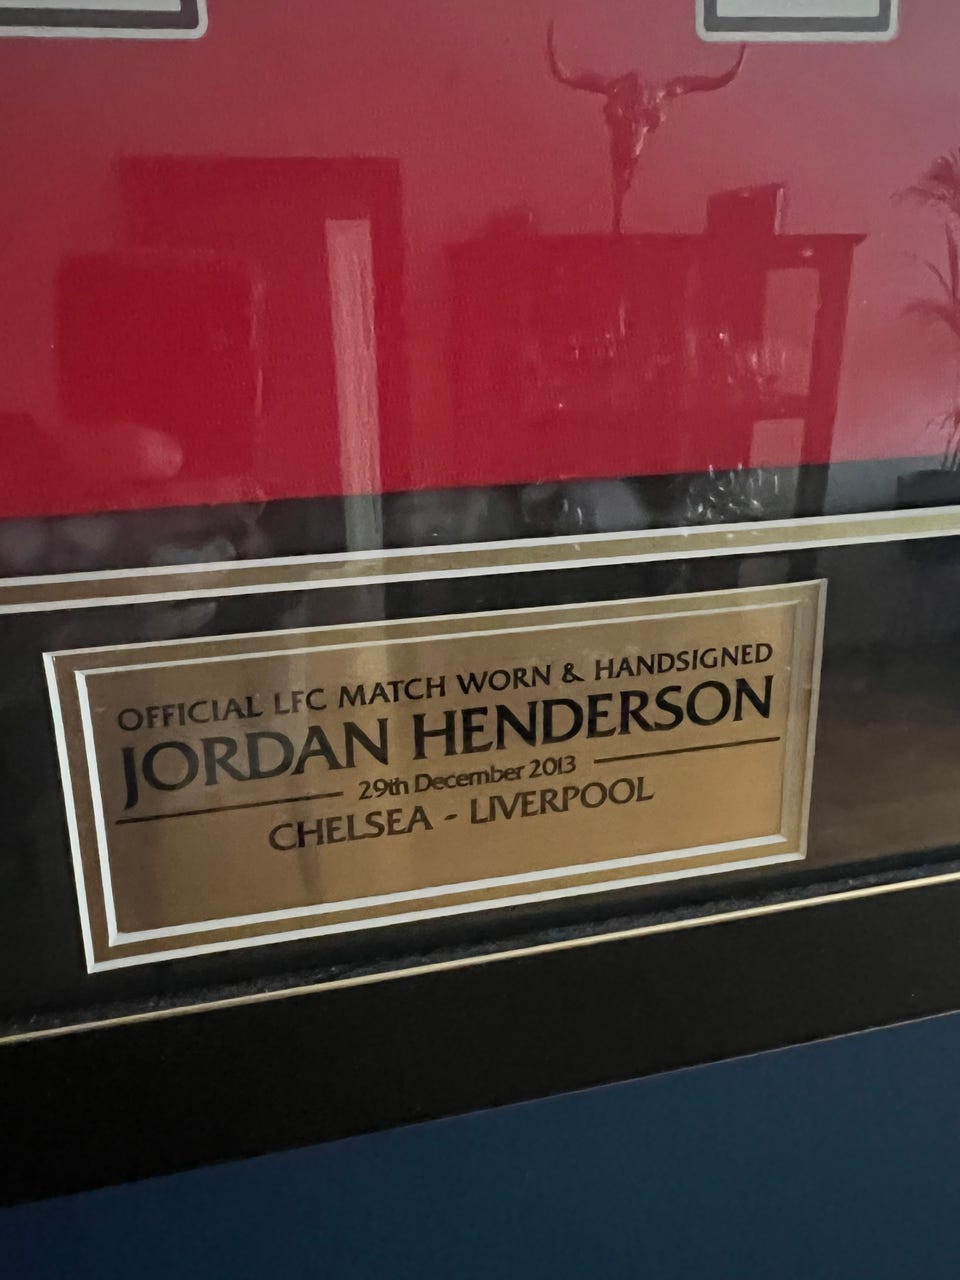 OFFICIAL LFC MATCH WORN & HANDSIGNED
JORDAN HENDERSON
29th December 2013
CHELSEA - LIVERPOOL